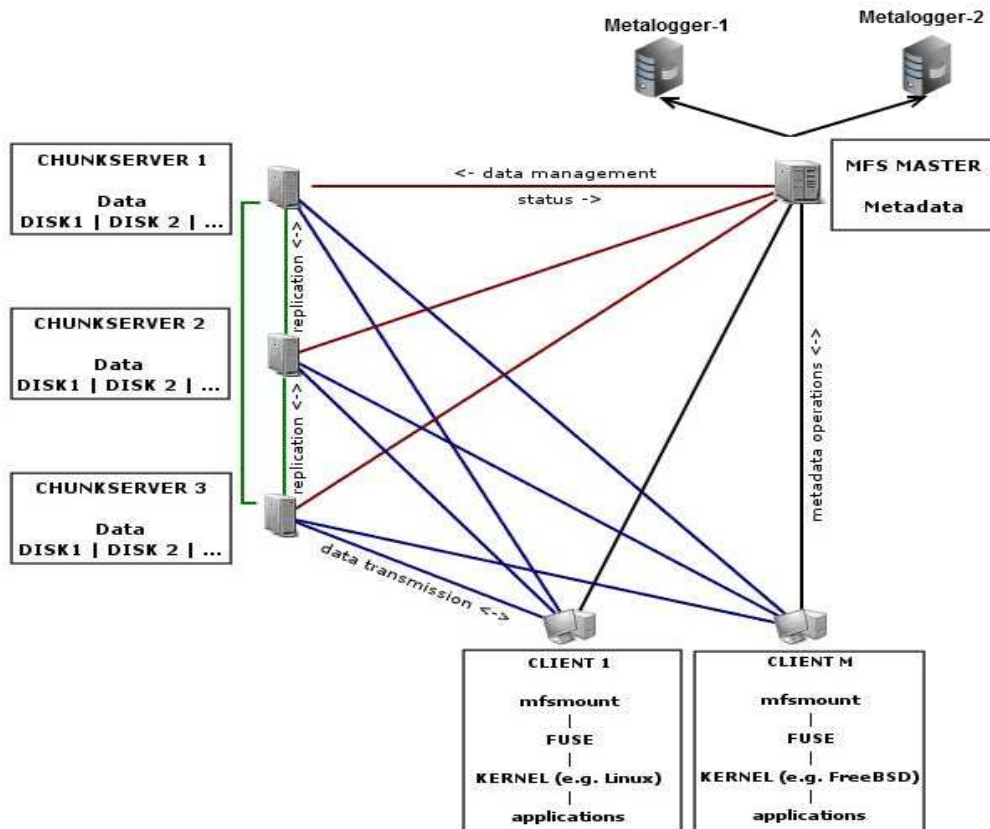 Metalogger-1
Metalogger-2
CHUNKSERVER 1
Data
DISK1 | DISK 2 | ...
<- data management
status ->
MFS MASTER
Metadata
replication <->
CHUNKSERVER 2
Data
DISK1 | DISK 2 | ...
replication <->
metadata operations <->
CHUNKSERVER 3
Data
DISK1 | DISK 2 | ...
data transmission <->
CLIENT 1
mfsmount
|
FUSE
|
KERNEL (e.g. Linux)
|
applications
CLIENT M
mfsmount
|
FUSE
|
KERNEL (e.g. FreeBSD)
|
applications